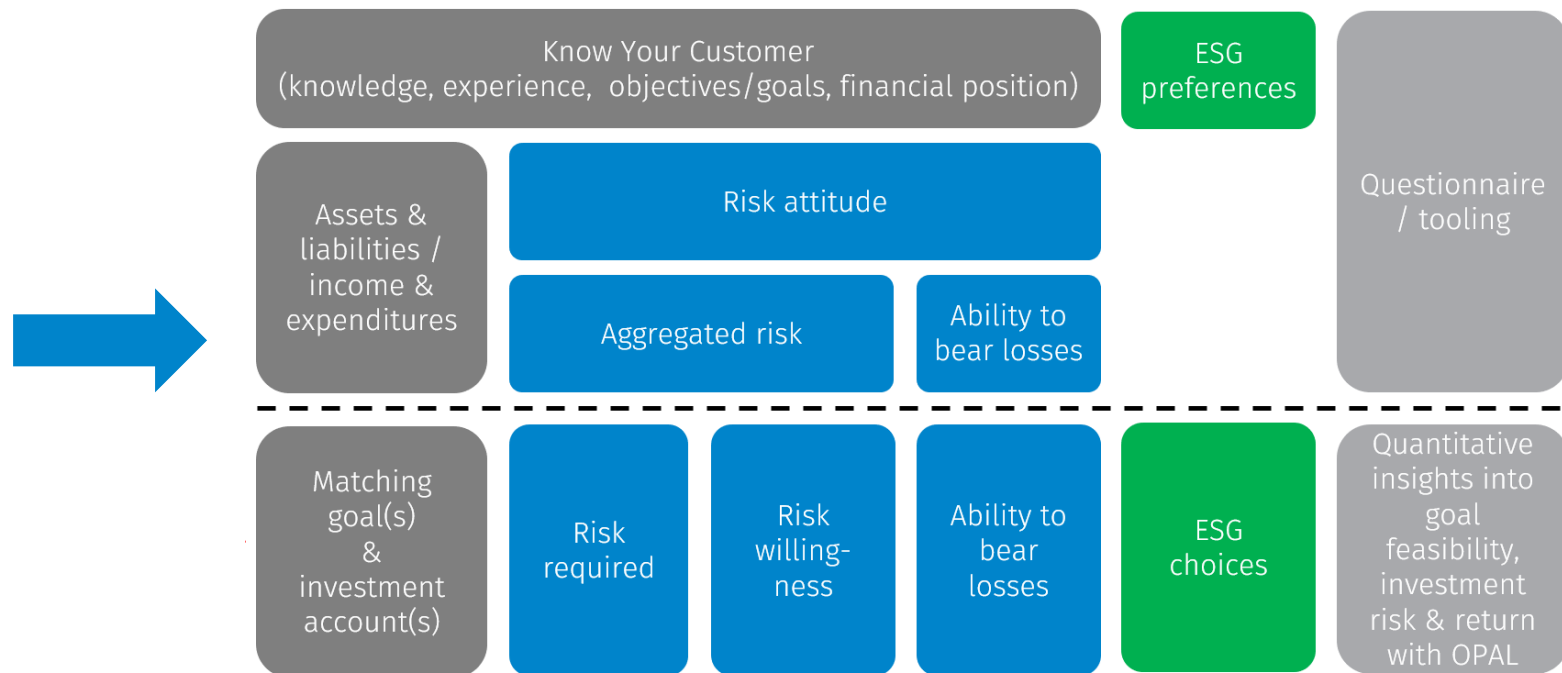 Know Your Customer
(knowledge, experience, objectives/goals, financial position)
ESG
preferences
Questionnaire
/ tooling
Assets &
liabilities /
income &
expenditures
Risk attitude
Aggregated risk
Ability to
bear losses
Matching
goal(s)
&
investment
account(s)
Risk
required
Risk
willing-
ness
Ability to
bear
losses
ESG
choices
Quantitative
insights into
goal
feasibility,
investment
risk & return
with OPAL